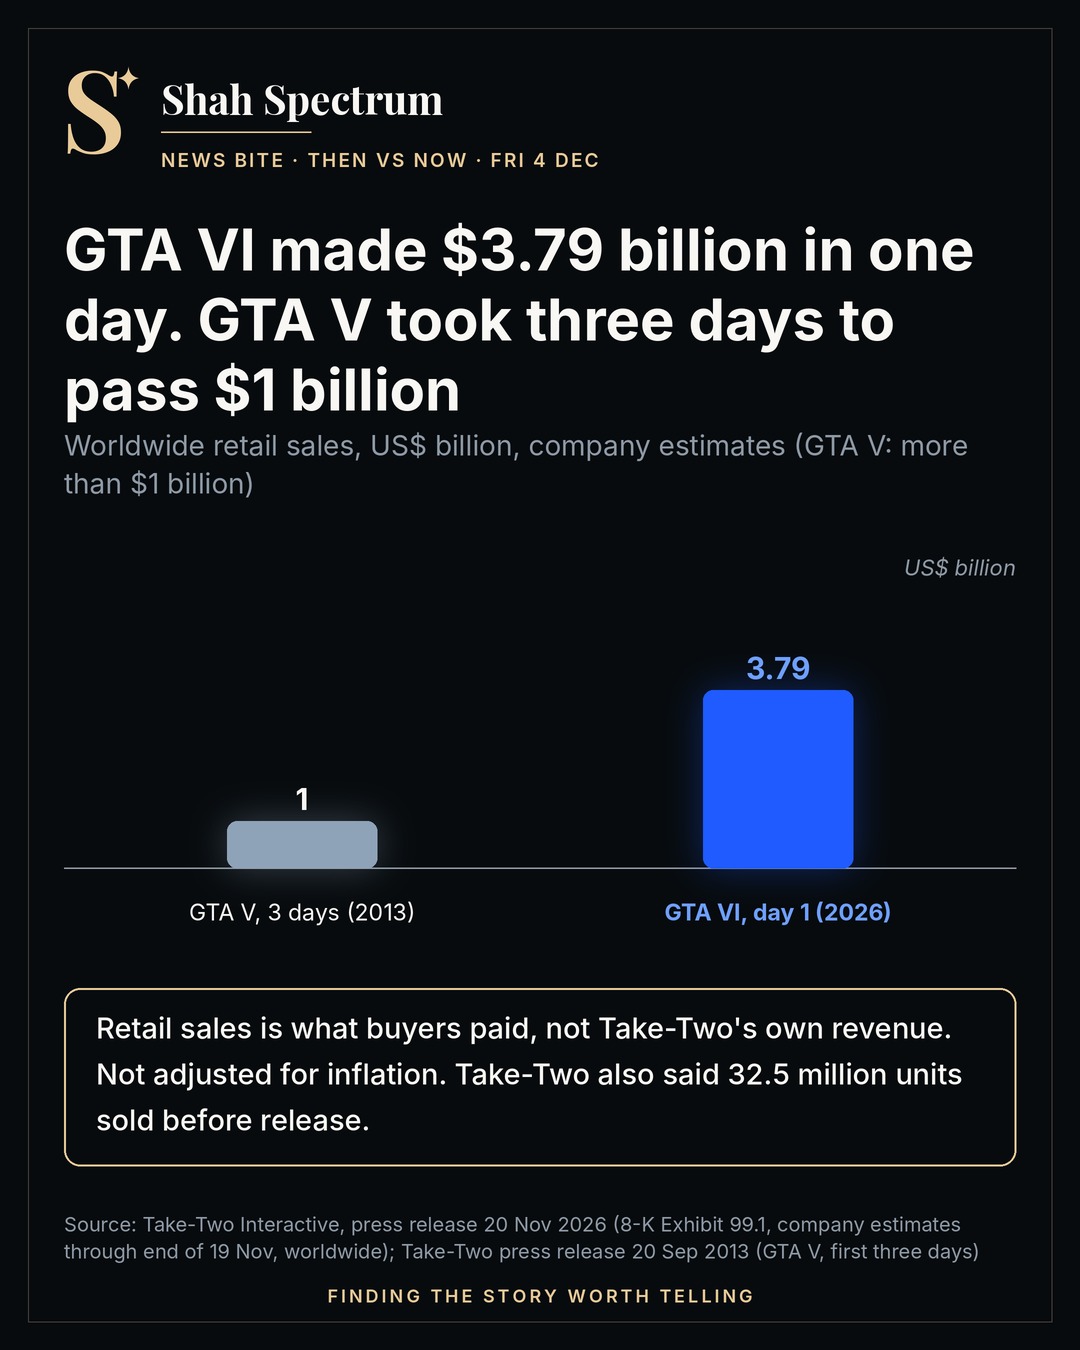 S
Shah Spectrum
NEWS BITE · THEN VS NOW · FRI 4 DEC
GTA VI made $3.79 billion in one
day. GTA V took three days to
pass $1 billion
Worldwide retail sales, US$ billion, company estimates (GTA V: more
than $1 billion)
US$ billion
1
3.79
GTA V, 3 days (2013)
GTA VI, day 1 (2026)
Retail sales is what buyers paid, not Take-Two's own revenue.
Not adjusted for inflation. Take-Two also said 32.5 million units
sold before release.
Source: Take-Two Interactive, press release 20 Nov 2026 (8-K Exhibit 99.1, company estimates
through end of 19 Nov, worldwide); Take-Two press release 20 Sep 2013 (GTA V, first three days)
FINDING THE STORY WORTH TELLING